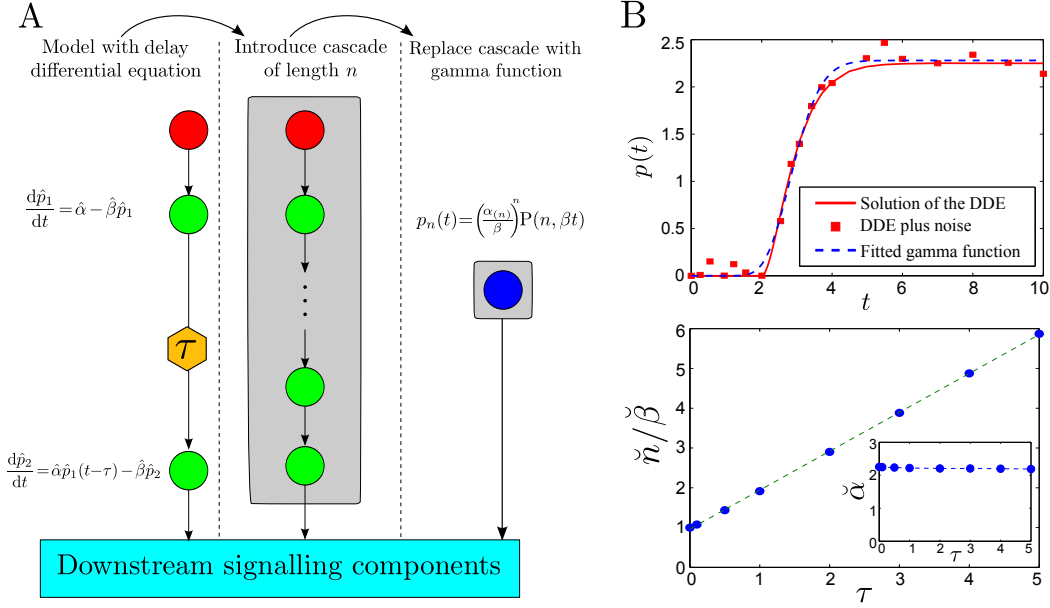 A
Model with delay
differential equation
Introduce cascade
of length n
Replace cascade with
gamma function
dp̂₁/dt = α̂ − β̂p̂₁
τ
dp̂₂/dt = α̂p̂₁(t−τ) − β̂p̂₂
pₙ(t) = (α₍ₙ₎/β)ⁿ P(n, βt)
Downstream signalling components
B
p(t)
2.5
2
1.5
1
0.5
0
0 2 4 6 8 10
t
Solution of the DDE
DDE plus noise
Fitted gamma function
n̆/β̆
6
5
4
3
2
1
0
0 1 2 3 4 5
τ
ᾰ
3
2
1
0
0 1 2 3 4 5
τ